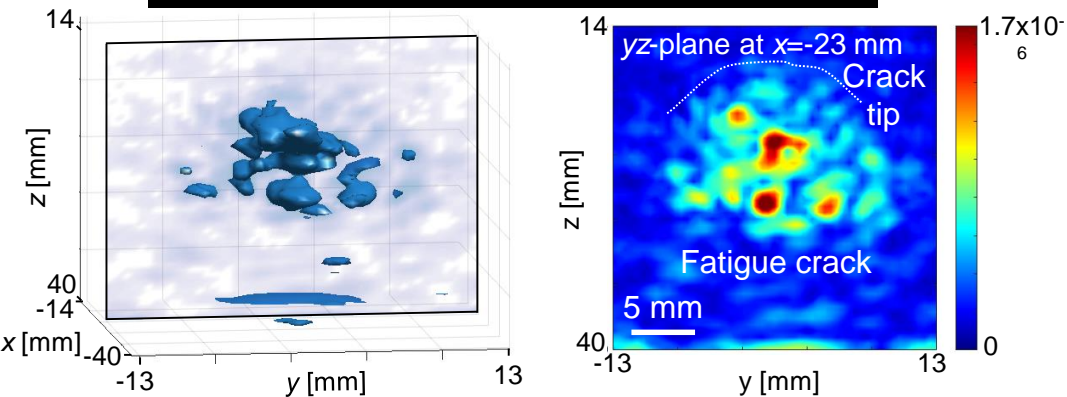 14
z [mm]
40
-14
x [mm]
-40
-13
y [mm]
13
14
yz-plane at x=-23 mm
Crack
tip
z [mm]
Fatigue crack
5 mm
40
-13
y [mm]
13
1.7x10-
6
0